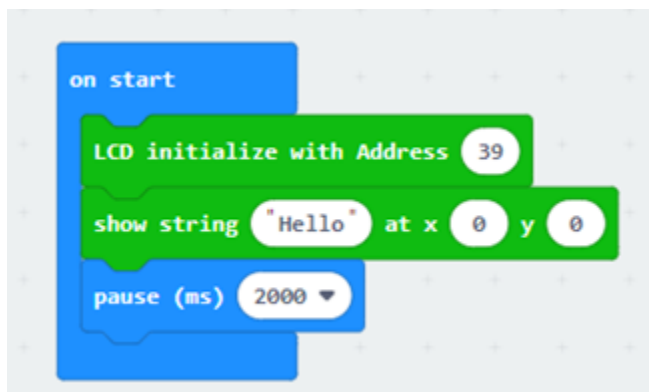 on start
LCD initialize with Address 39
show string "Hello" at x 0 y 0
pause (ms) 2000